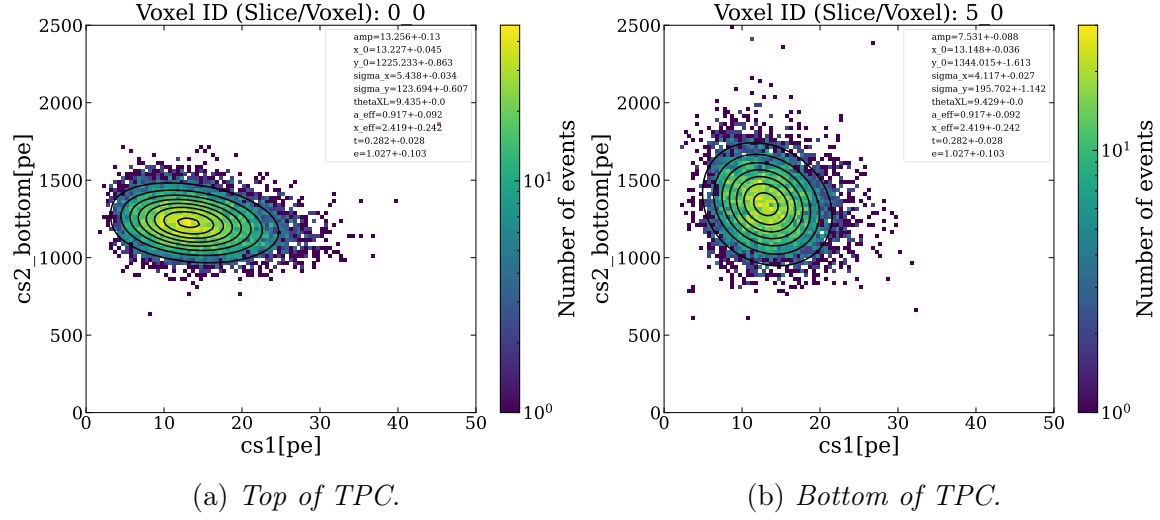 Voxel ID (Slice/Voxel): 0_0
2500
2000
1500
1000
500
0
cs2_bottom[pe]
amp=13.256+-0.13
x_0=13.227+-0.045
y_0=1225.233+-0.863
sigma_x=5.438+-0.034
sigma_y=123.694+-0.607
thetaXL=9.435+-0.0
a_eff=0.917+-0.092
x_eff=2.419+-0.242
t=0.282+-0.028
e=1.027+-0.103
0 10 20 30 40 50
cs1[pe]
10^1
10^0
Number of events
(a) Top of TPC.
Voxel ID (Slice/Voxel): 5_0
2500
2000
1500
1000
500
0
cs2_bottom[pe]
amp=7.531+-0.088
x_0=13.148+-0.036
y_0=1344.015+-1.613
sigma_x=4.117+-0.027
sigma_y=195.702+-1.142
thetaXL=9.429+-0.0
a_eff=0.917+-0.092
x_eff=2.419+-0.242
t=0.282+-0.028
e=1.027+-0.103
0 10 20 30 40 50
cs1[pe]
10^1
10^0
Number of events
(b) Bottom of TPC.